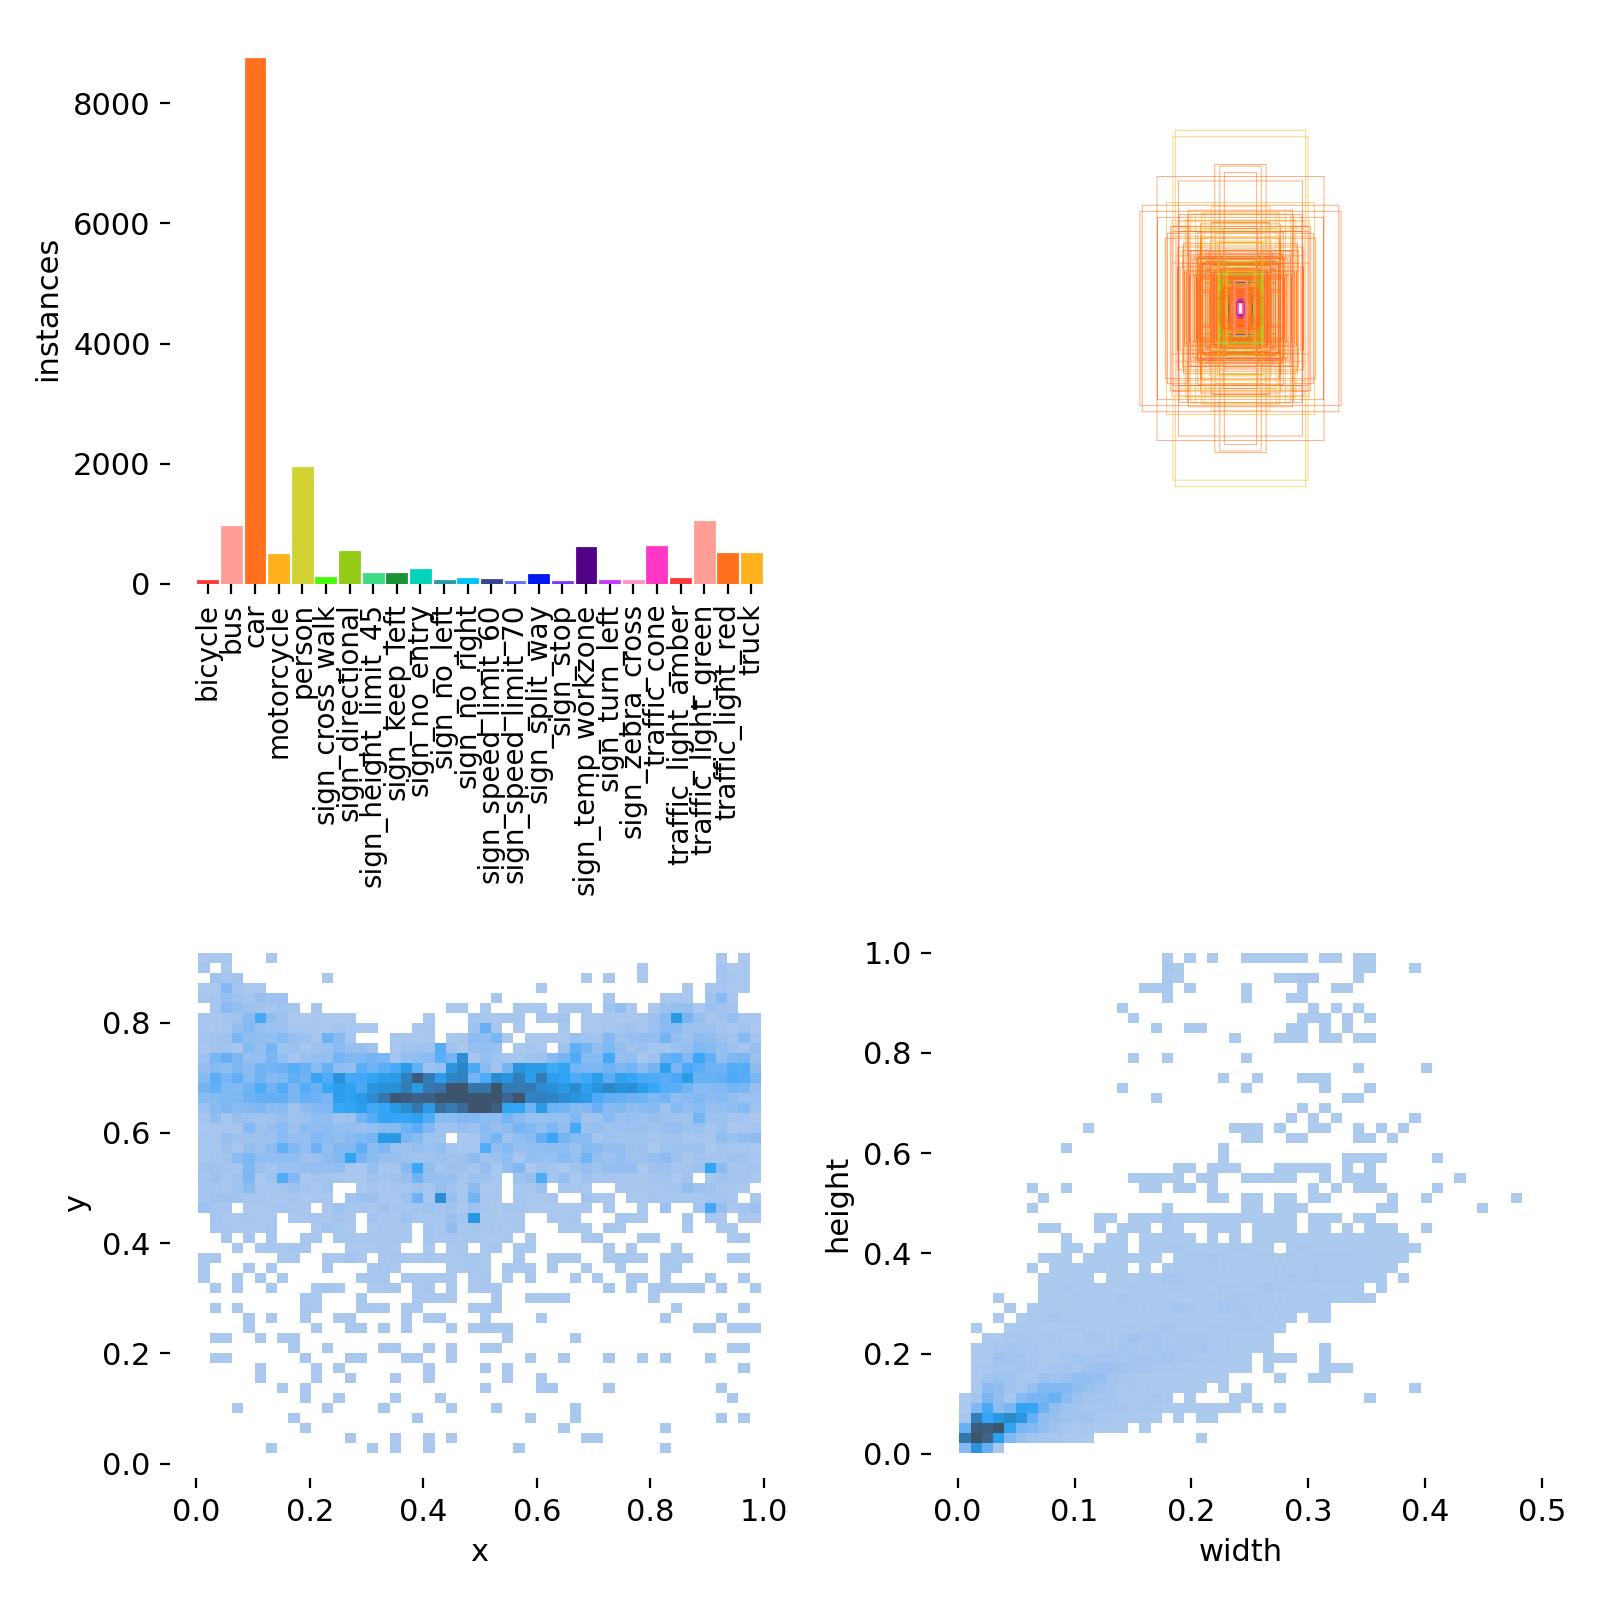 instances
8000
6000
4000
2000
0
bicycle
bus
car
motorcycle
person
sign_cross_walk
sign_directional
sign_height_limit_45
sign_keep_left
sign_no_entry
sign_no_left
sign_no_right
sign_speed_limit_60
sign_speed_limit_70
sign_split_way
sign_stop
sign_temp_workzone
sign_turn_left
sign_zebra_cross
traffic_cone
traffic_light_amber
traffic_light_green
traffic_light_red
truck
y
0.8
0.6
0.4
0.2
0.0
0.0 0.2 0.4 0.6 0.8 1.0
x
height
1.0
0.8
0.6
0.4
0.2
0.0
0.0 0.1 0.2 0.3 0.4 0.5
width